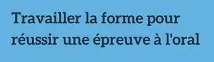 Travailler la forme pour
réussir une épreuve à l'oral